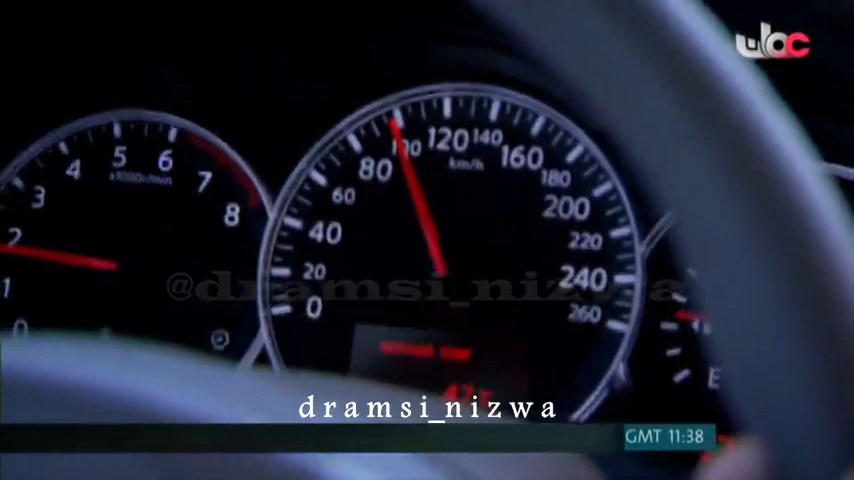 5 6
x1000r/min
4 7
3 8
2
1
0
100 120 140
km/h
80 160
60 180
40 200
220
20 240
0 260
E
@dramsi_nizwa
dramsi_nizwa
GMT 11:38